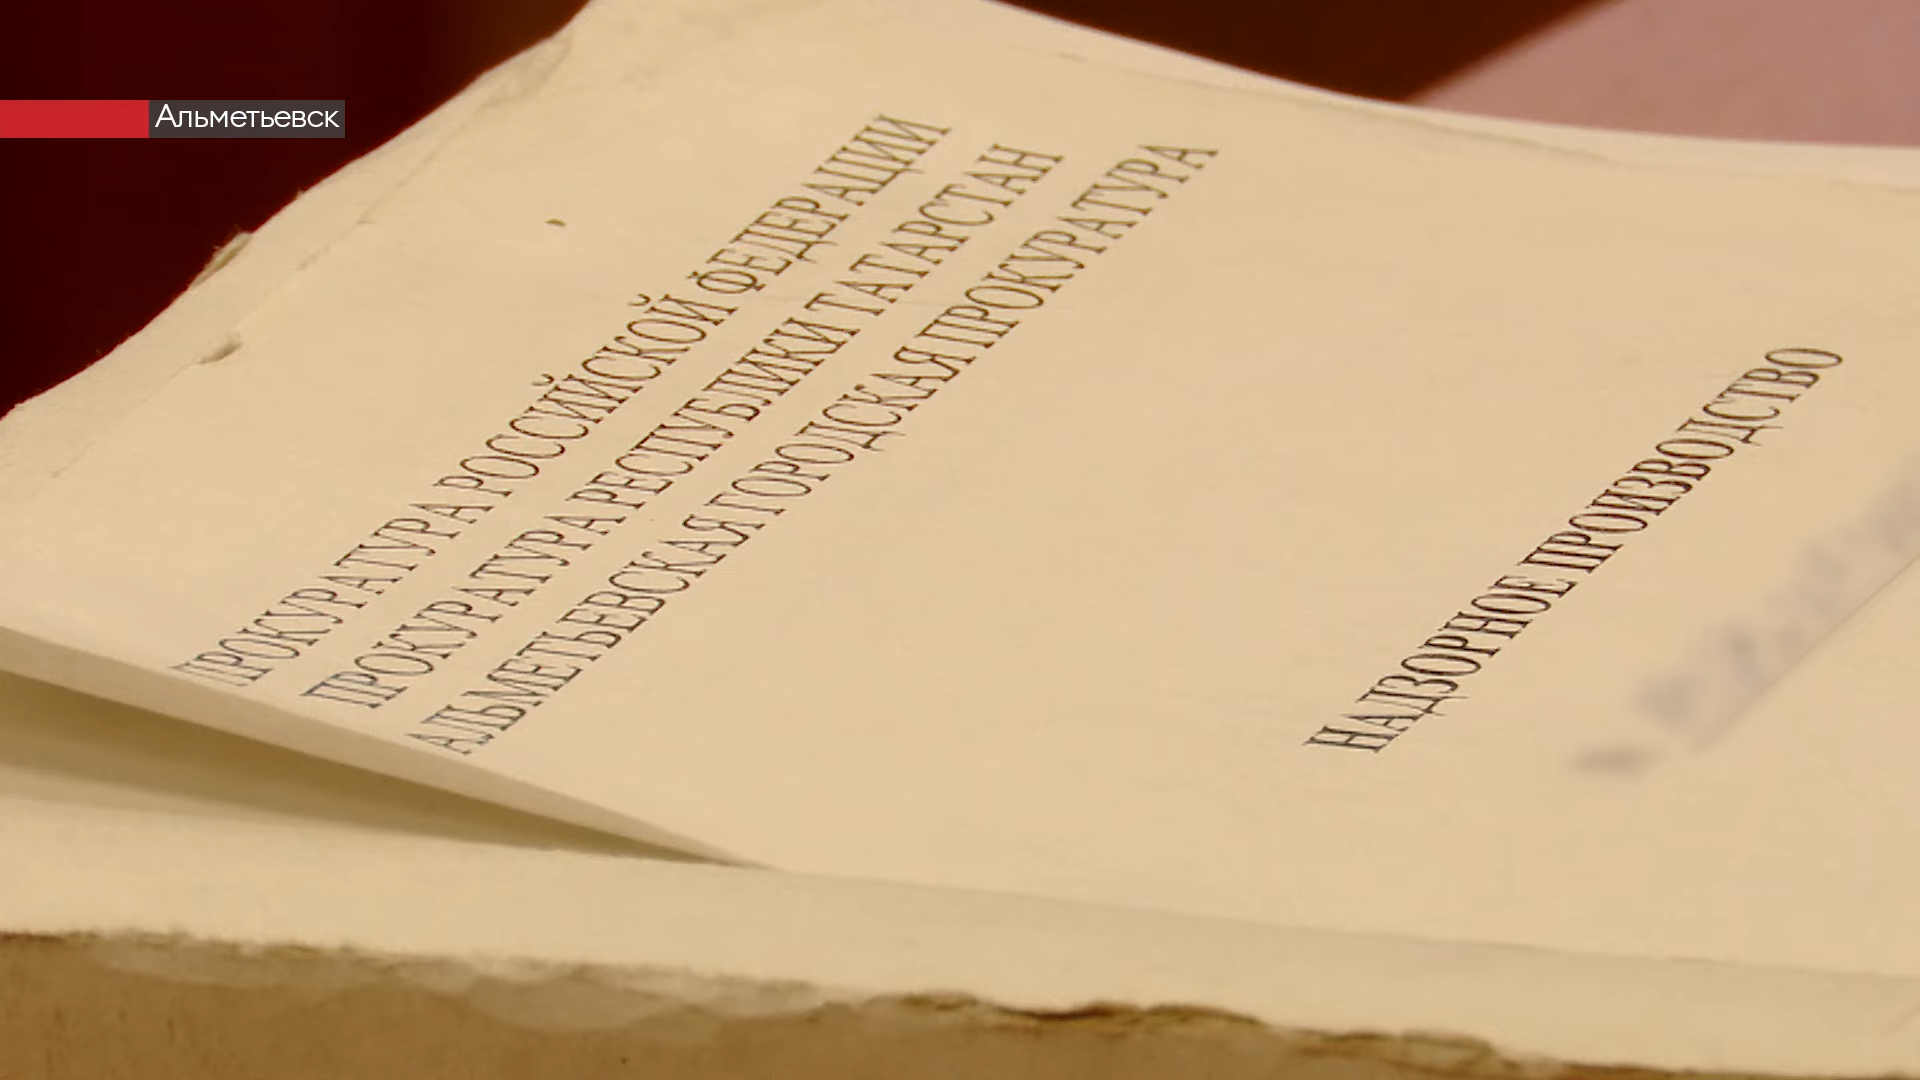 Альметьевск
ПРОКУРАТУРА РОССИЙСКОЙ ФЕДЕРАЦИИ
ПРОКУРАТУРА РЕСПУБЛИКИ ТАТАРСТАН
АЛЬМЕТЬЕВСКАЯ ГОРОДСКАЯ ПРОКУРАТУРА
НАДЗОРНОЕ ПРОИЗВОДСТВО